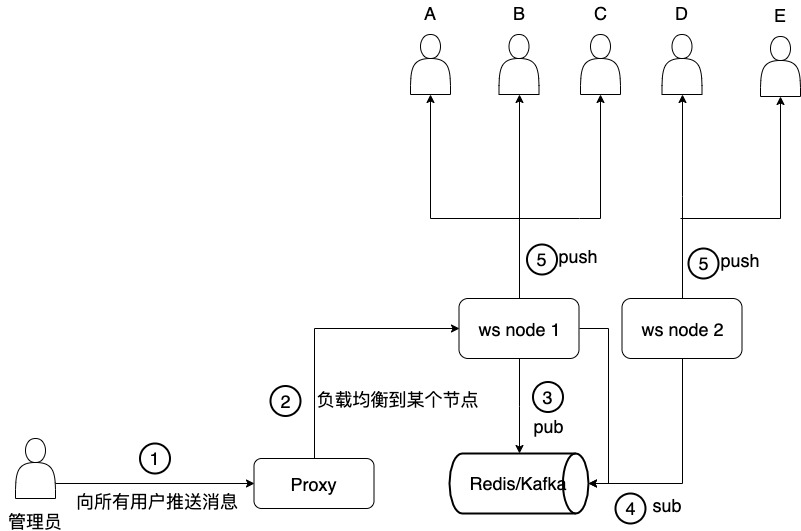 A
B
C
D
E
5 push
5 push
ws node 1
ws node 2
2 负载均衡到某个节点
3
pub
1
Proxy
Redis/Kafka
向所有用户推送消息
4 sub
管理员